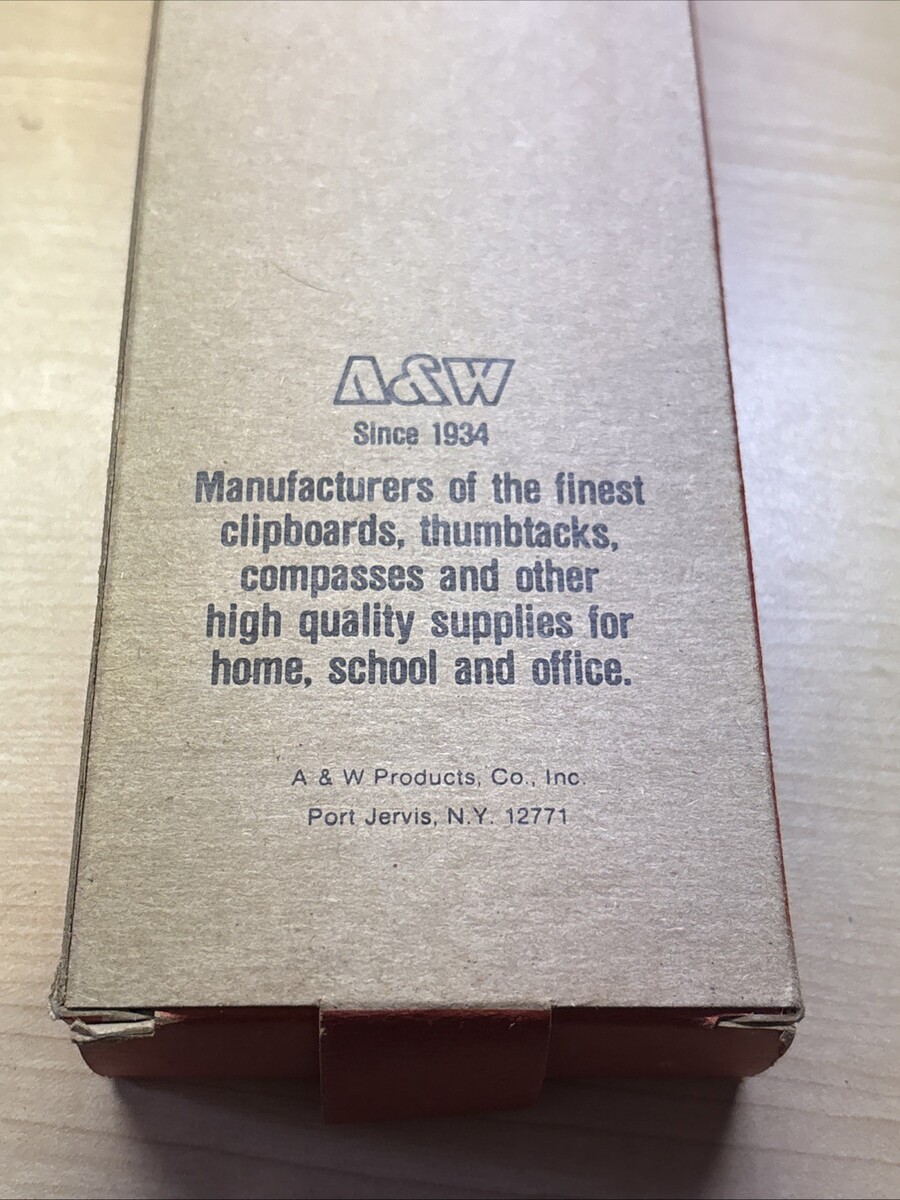 A&W
Since 1934
Manufacturers of the finest
clipboards, thumbtacks,
compasses and other
high quality supplies for
home, school and office.
A & W Products, Co., Inc.
Port Jervis, N.Y. 12771